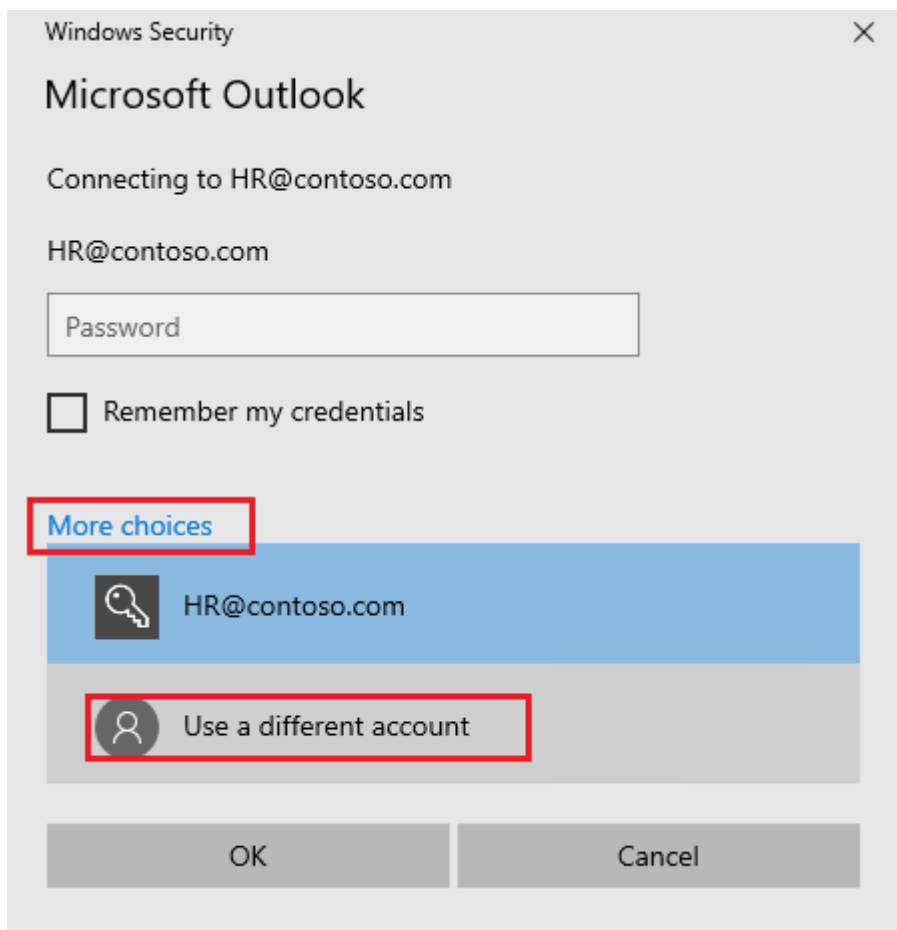 Windows Security
Microsoft Outlook
Connecting to HR@contoso.com
HR@contoso.com
Password
Remember my credentials
More choices
HR@contoso.com
Use a different account
OK
Cancel